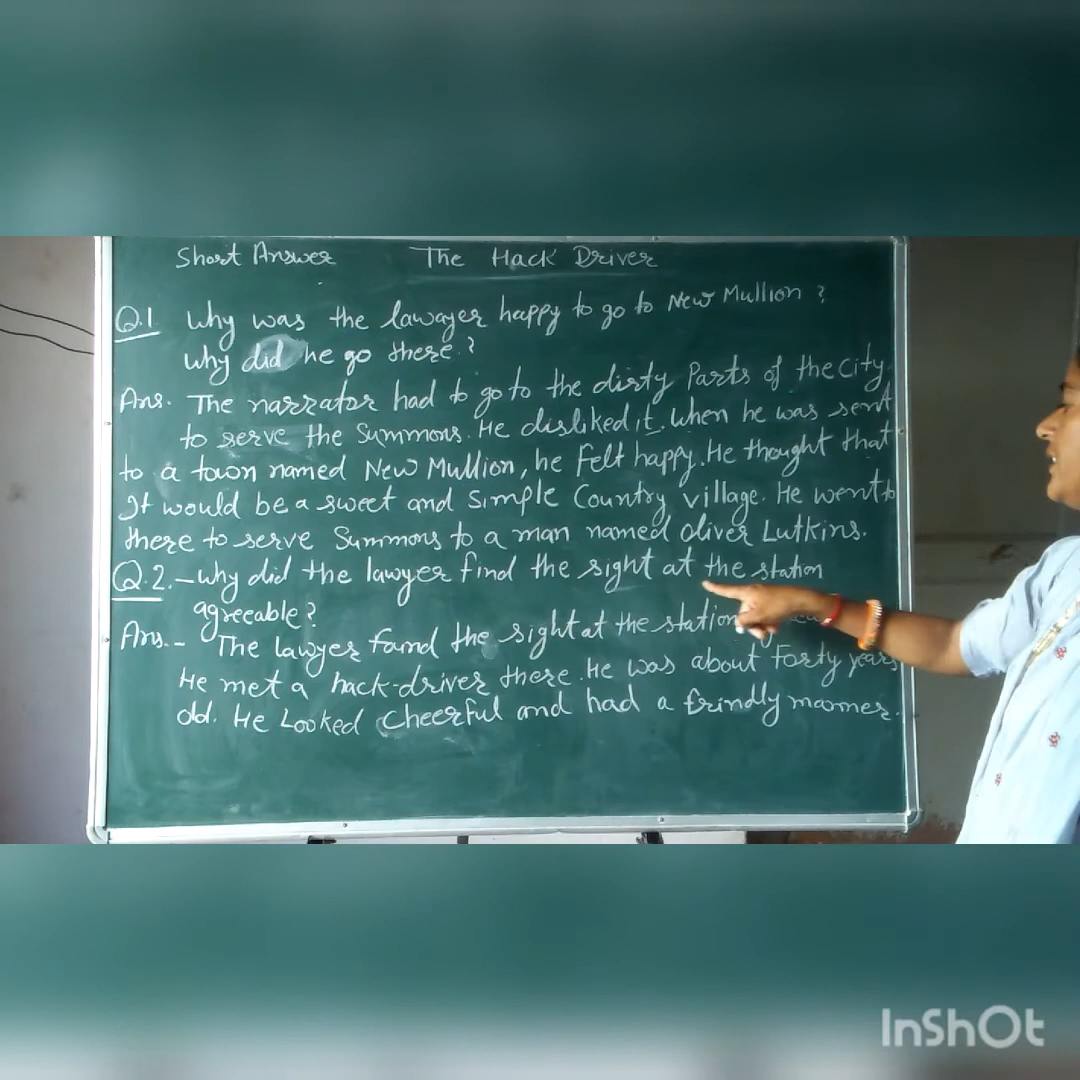 Short Answer The Hack Driver
Q.1 Why was the lawayer happy to go to New Mullion ?
Why did he go there ?
Ans. The narrator had to go to the dirty Parts of the City.
to serve the Summons. He disliked it. When he was sent
to a town named New Mullion, he felt happy. He thought that
It would be a sweet and simple Country village. He went to
there to serve Summons to a man named Oliver Lutkins.
Q.2. - Why did the lawyer find the sight at the station
agreeable ?
Ans. - The lawyer found the sight at the station
He met a hack-driver there. He was about Forty years
old. He Looked Cheerful and had a frindly manner.
InShOt